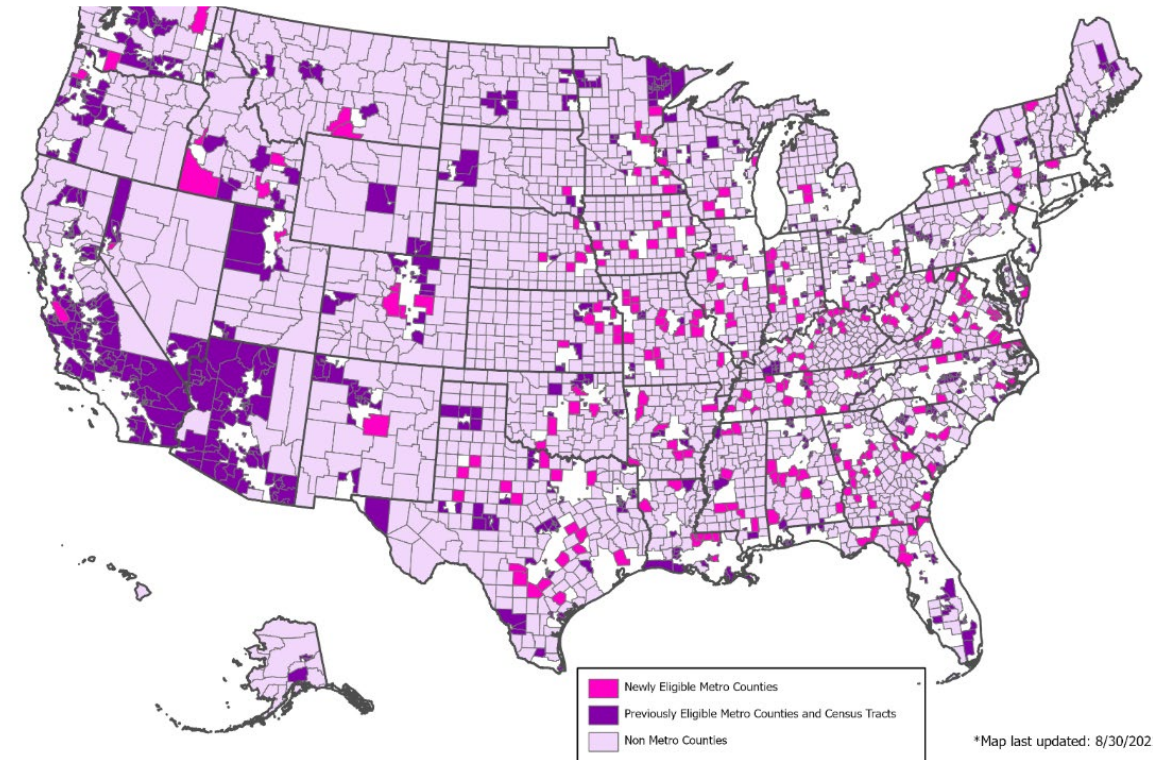 Newly Eligible Metro Counties
Previously Eligible Metro Counties and Census Tracts
Non Metro Counties
*Map last updated: 8/30/202